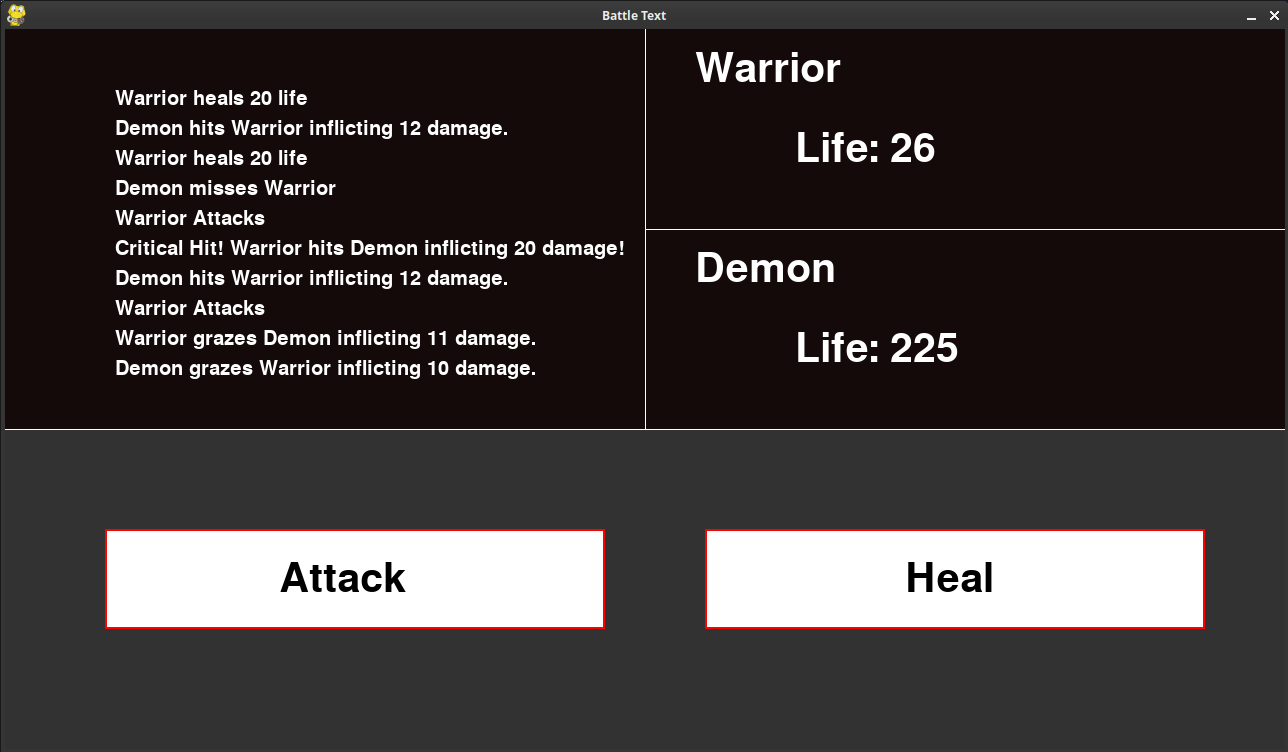 Battle Text
Warrior heals 20 life
Demon hits Warrior inflicting 12 damage.
Warrior heals 20 life
Demon misses Warrior
Warrior Attacks
Critical Hit! Warrior hits Demon inflicting 20 damage!
Demon hits Warrior inflicting 12 damage.
Warrior Attacks
Warrior grazes Demon inflicting 11 damage.
Demon grazes Warrior inflicting 10 damage.
Warrior
Life: 26
Demon
Life: 225
Attack
Heal